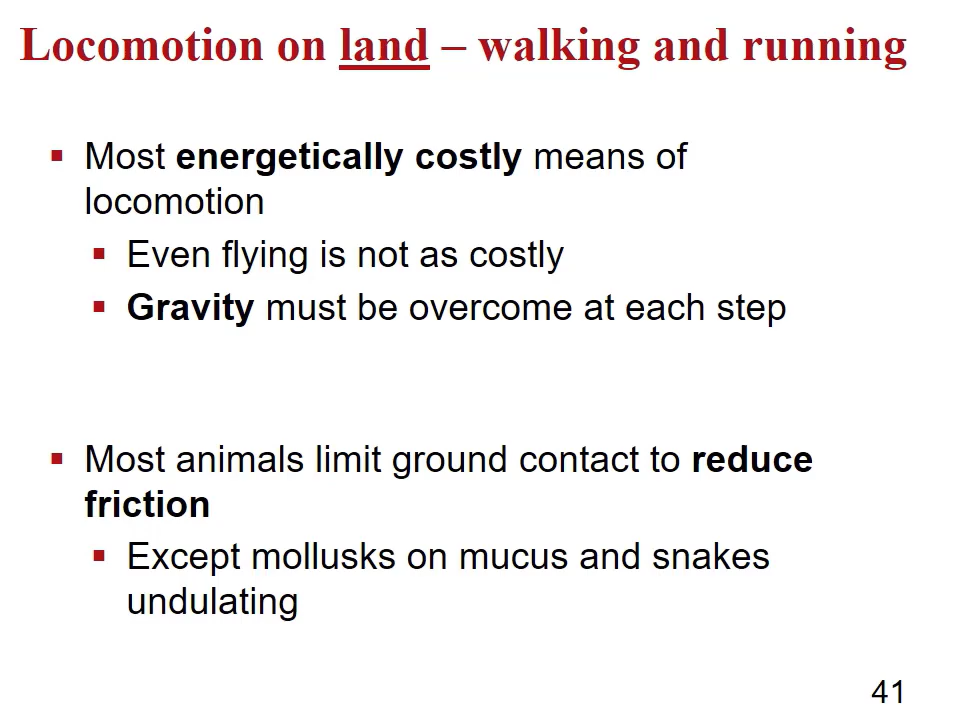 Locomotion on land – walking and running
▪ Most energetically costly means of
locomotion
▪ Even flying is not as costly
▪ Gravity must be overcome at each step
▪ Most animals limit ground contact to reduce
friction
▪ Except mollusks on mucus and snakes
undulating
41